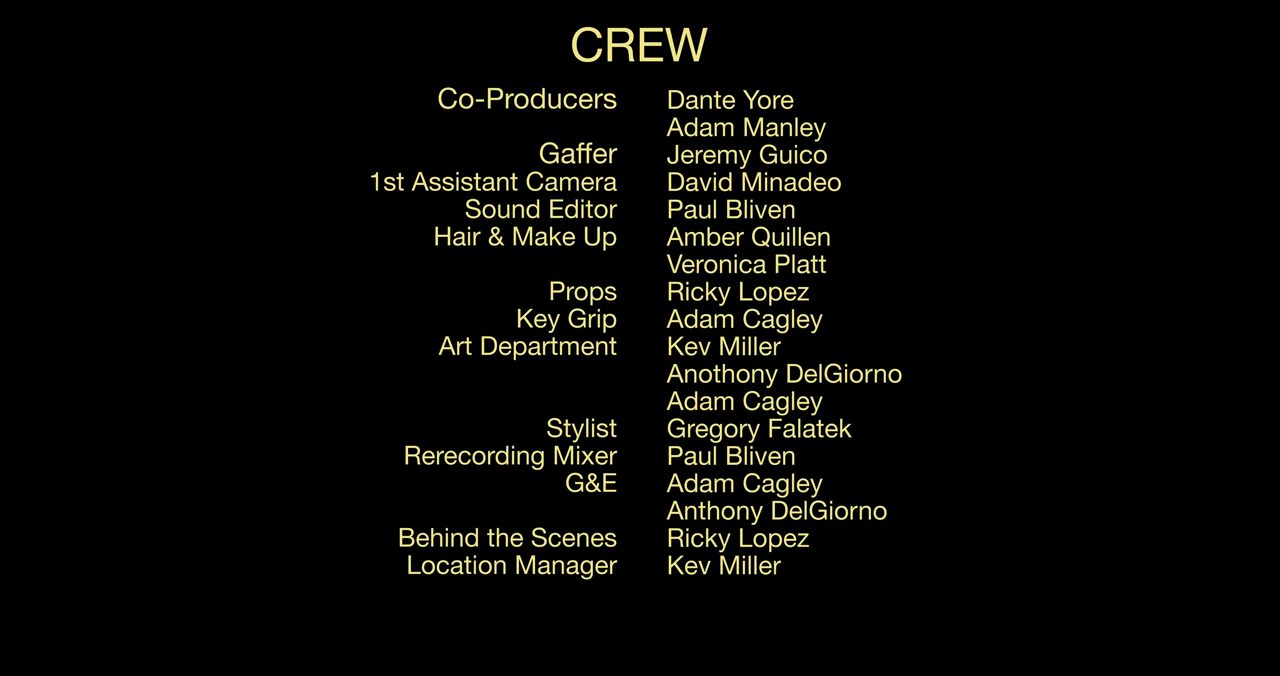 CREW
Co-Producers Dante Yore
Adam Manley
Gaffer Jeremy Guico
1st Assistant Camera David Minadeo
Sound Editor Paul Bliven
Hair & Make Up Amber Quillen
Veronica Platt
Props Ricky Lopez
Key Grip Adam Cagley
Art Department Kev Miller
Anothony DelGiorno
Adam Cagley
Stylist Gregory Falatek
Rerecording Mixer Paul Bliven
G&E Adam Cagley
Anthony DelGiorno
Behind the Scenes Ricky Lopez
Location Manager Kev Miller